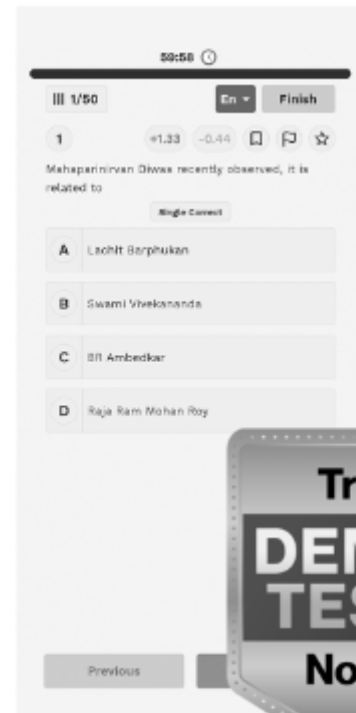 59:58
1/50 En Finish
1 +1.33 -0.44
Mahaparinirvan Diwas recently observed, it is
related to
Single Correct
A Lachit Barphukan
B Swami Vivekananda
C BR Ambedkar
D Raja Ram Mohan Roy
Tr
DEM
TES
No
Previous